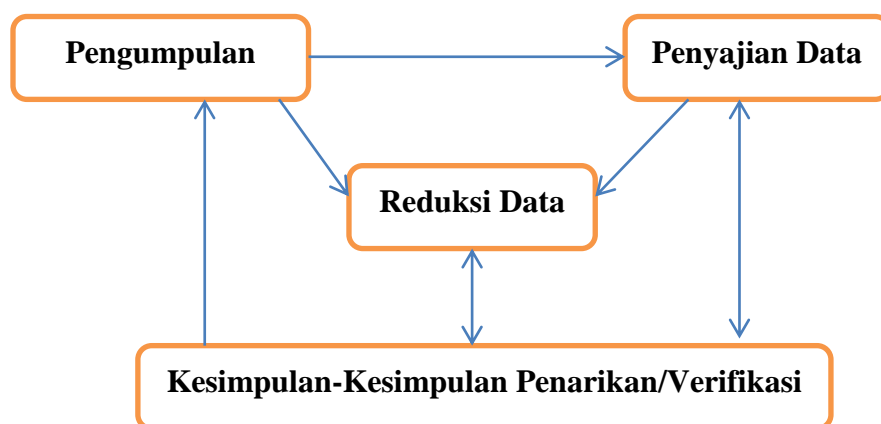 Pengumpulan
Penyajian Data
Reduksi Data
Kesimpulan-Kesimpulan Penarikan/Verifikasi